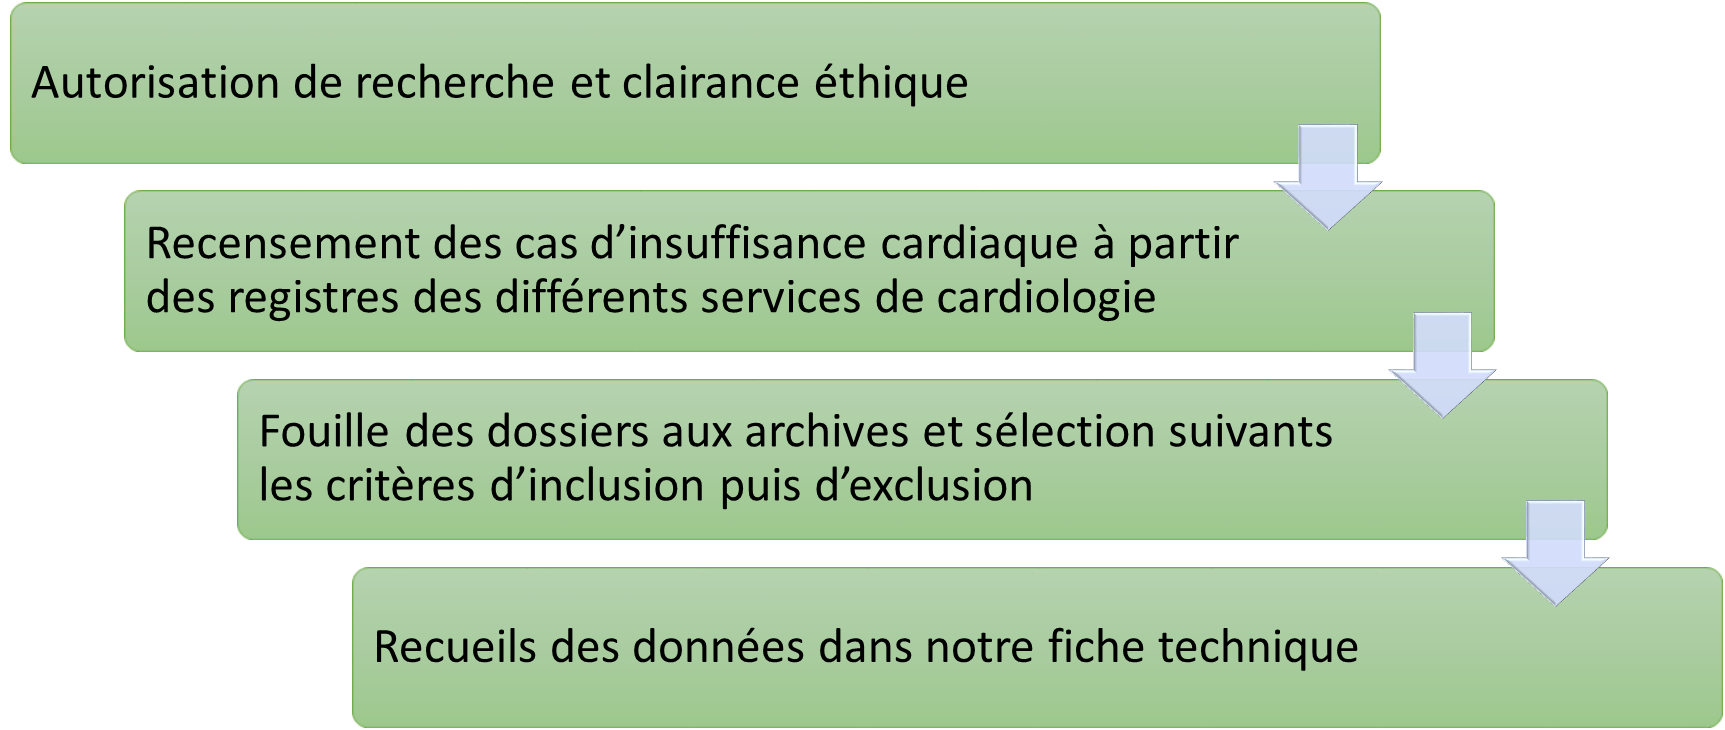 Autorisation de recherche et clairance éthique
Recensement des cas d’insuffisance cardiaque à partir
des registres des différents services de cardiologie
Fouille des dossiers aux archives et sélection suivants
les critères d’inclusion puis d’exclusion
Recueils des données dans notre fiche technique